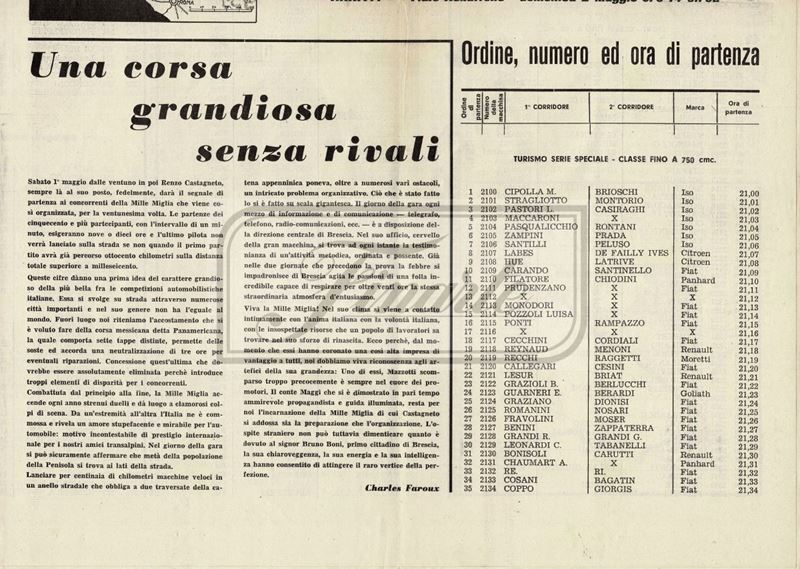 ROMA
Una corsa
grandiosa
senza rivali
Sabato 1° maggio dalle ventuno in poi Renzo Castagneto,
sempre là al suo posto, fedelmente, darà il segnale di
partenza ai concorrenti della Mille Miglia che viene co-
sì organizzata, per la ventunesima volta. Le partenze dei
cinquecento e più partecipanti, con l'intervallo di un mi-
nuto, esigeranno nove o dieci ore e l'ultimo pilota non
verrà lanciato sulla strada se non quando il primo par-
tito avrà già percorso ottocento chilometri sulla distanza
totale superiore a milleseicento.
Queste cifre dànno una prima idea del carattere grandio-
so della più bella fra le competizioni automobilistiche
italiane. Essa si svolge su strada attraverso numerose
città importanti e nel suo genere non ha l'eguale al
mondo. Fuori luogo noi riteniamo l'accostamento che si
è voluto fare della corsa messicana detta Panamericana,
la quale comporta sette tappe distinte, permette delle
soste ed accorda una neutralizzazione di tre ore per
eventuali riparazioni. Concessione quest'ultima che do-
vrebbe essere assolutamente eliminata perchè introduce
troppi elementi di disparità per i concorrenti.
Combattuta dal principio alla fine, la Mille Miglia ac-
cende ogni anno strenui duelli e dà luogo a clamorosi col-
pi di scena. Da un'estremità all'altra l'Italia ne è com-
mossa e rivela un amore stupefacente e mirabile per l'au-
tomobile: motivo incontestabile di prestigio internazio-
nale per i nostri amici transalpini. Nel giorno della gara
si può sicuramente affermare che metà della popolazione
della Penisola si trova ai lati della strada.
Lanciare per centinaia di chilometri macchine veloci in
un anello stradale che obbliga a due traversate della ca-
tena appenninica poneva, oltre a numerosi vari ostacoli,
un intricato problema organizzativo. Ciò che è stato fatto
lo si è fatto su scala gigantesca. Il giorno della gara ogni
mezzo di informazione e di comunicazione — telegrafo,
telefono, radio-comunicazioni, ecc. — è a disposizione del-
la direzione centrale di Brescia. Nel suo ufficio, cervello
della gran macchina, si trova ad ogni istante la testimo-
nianza di un'attività metodica, ordinata e possente. Già
nelle due giornate che precedono la prova la febbre si
impadronisce di Brescia agita le passioni di una folla in-
credibile capace di respirare ai quattro venti per la stessa
straordinaria atmosfera d'entusiasmo.
Viva la Mille Miglia! Nel suo clima si viene a contatto
intimamente con l'anima italiana con la volontà italiana,
con le insospettate risorse che un popolo di lavoratori sa
trovare nel suo sforzo di rinascita. Ecco perchè, dal mo-
mento che essi hanno coronato una così alta impresa di
vantaggio a tutti, noi dobbiamo viva riconoscenza agli ar-
tefici della sua grandezza: Uno di essi, Mazzotti scom-
parso troppo precocemente è sempre nel cuore dei pro-
motori. Il conte Maggi che si è dimostrato in pari tempo
ammirevole propagandista e guida illuminata, resta per
noi l'incarnazione della Mille Miglia di cui Castagneto
si addossa sia la preparazione che l'organizzazione. L'o-
spite straniero non può tuttavia dimenticare quanto è
dovuto al signor Bruno Boni, primo cittadino di Brescia,
la sua chiaroveggenza, la sua energia e la sua intelligen-
za hanno consentito di attingere il raro vertice della per-
fezione.
Charles Faroux
Ordine, numero ed ora di partenza
Ordine di partenza Numero della macchina 1° CORRIDORE 2° CORRIDORE Marca Ora di partenza
TURISMO SERIE SPECIALE - CLASSE FINO A 750 cmc.
1 2100 CIPOLLA M. BRIOSCHI Iso 21,00
2 2101 STRAGLIOTTO MONTORIO Iso 21,01
3 2102 PASTORI L. CASIRAGHI Iso 21,02
4 2103 MACCARONI X Iso 21,03
5 2104 PASQUALICCHIO RONTANI Iso 21,04
6 2105 ZAMPINI PRADA Iso 21,05
7 2106 SANTILLI PELUSO Iso 21,06
8 2107 LABES DE FAILLY IVES Citroen 21,07
9 2108 HUE LATRIVE Citroen 21,08
10 2109 CARANDO SANTINELLO Fiat 21,09
11 2110 FILATORE CHIODINI Panhard 21,10
12 2111 PRUDENZANO X Fiat 21,11
13 2112 X X X 21,12
14 2113 MONODORI X Fiat 21,13
15 2114 POZZOLI LUISA X Fiat 21,14
16 2115 PONTI RAMPAZZO Fiat 21,15
17 2116 X X X 21,16
18 2117 CECCHINI CORDIALI Fiat 21,17
19 2118 REYNAUD MENONI Renault 21,18
20 2119 RECCHI RAGGETTI Moretti 21,19
21 2120 CALLEGARI CESINI Fiat 21,20
22 2121 LESUR BRIAT Renault 21,21
23 2122 GRAZIOLI B. BERLUCCHI Fiat 21,22
24 2123 GUARNERI E. BERARDI Goliath 21,23
25 2124 GRAZIANO DIONISI Fiat 21,24
26 2125 ROMANINI NOSARI Fiat 21,25
27 2126 FRAVOLINI MOSER Fiat 21,26
28 2127 BENINI ZAPPATERRA Fiat 21,27
29 2128 GRANDI R. GRANDI G. Fiat 21,28
30 2129 LEONARDI C. TABANELLI Fiat 21,29
31 2130 BONISOLI CARUTTI Renault 21,30
32 2131 CHAUMART A. X Panhard 21,31
33 2132 RE. RI. Fiat 21,32
34 2133 COSANI BAGATIN Fiat 21,33
35 2134 COPPO GIORGIS Fiat 21,34